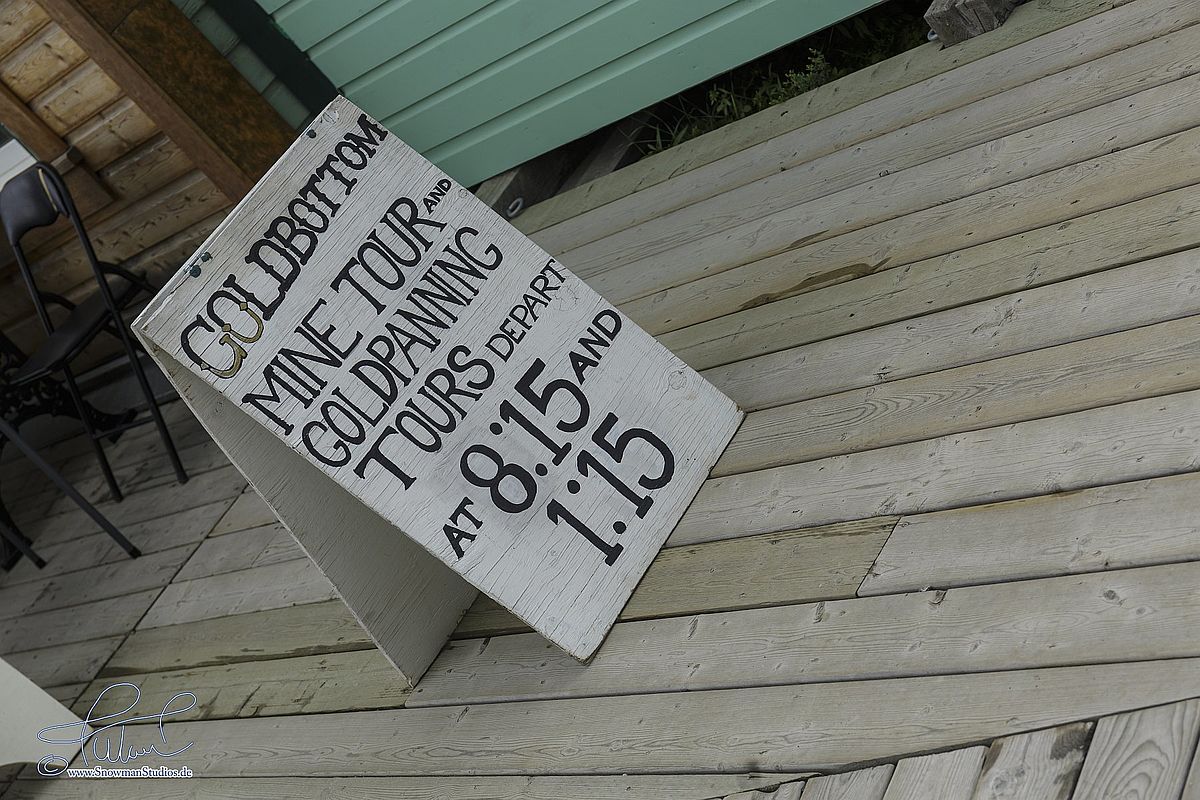 GOLDBOTTOM
MINE TOUR AND
GOLDPANNING
TOURS DEPART
AT 8:15 AND
1:15
© www.SnowmanStudios.de